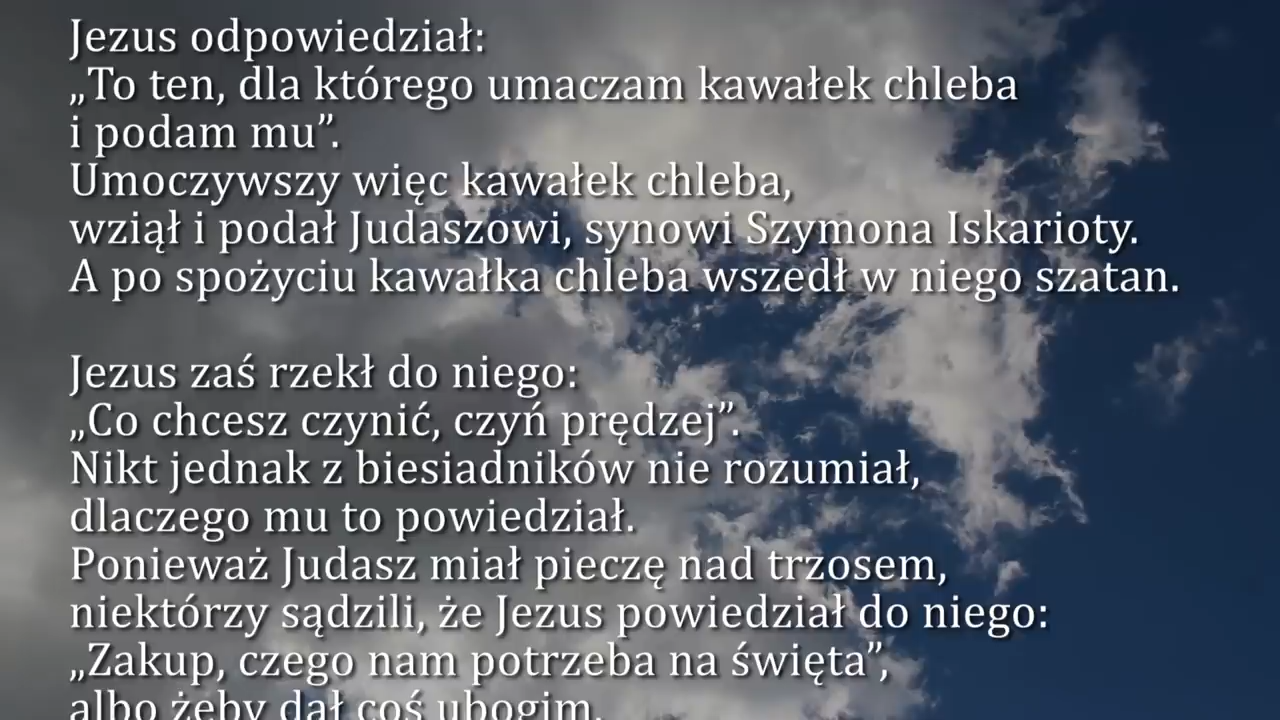 Jezus odpowiedział:
„To ten, dla którego umaczam kawałek chleba
i podam mu”.
Umoczywszy więc kawałek chleba,
wziął i podał Judaszowi, synowi Szymona Iskarioty.
A po spożyciu kawałka chleba wszedł w niego szatan.
Jezus zaś rzekł do niego:
„Co chcesz czynić, czyń prędzej”.
Nikt jednak z biesiadników nie rozumiał,
dlaczego mu to powiedział.
Ponieważ Judasz miał pieczę nad trzosem,
niektórzy sądzili, że Jezus powiedział do niego:
„Zakup, czego nam potrzeba na święta”,
albo żeby dał coś ubogim.